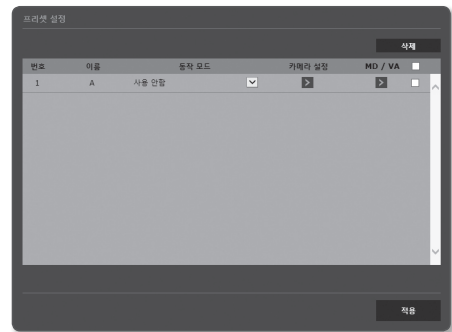 프리셋 설정
삭제
번호 이름 동작 모드 카메라 설정 MD / VA
1 A 사용 안함
적용